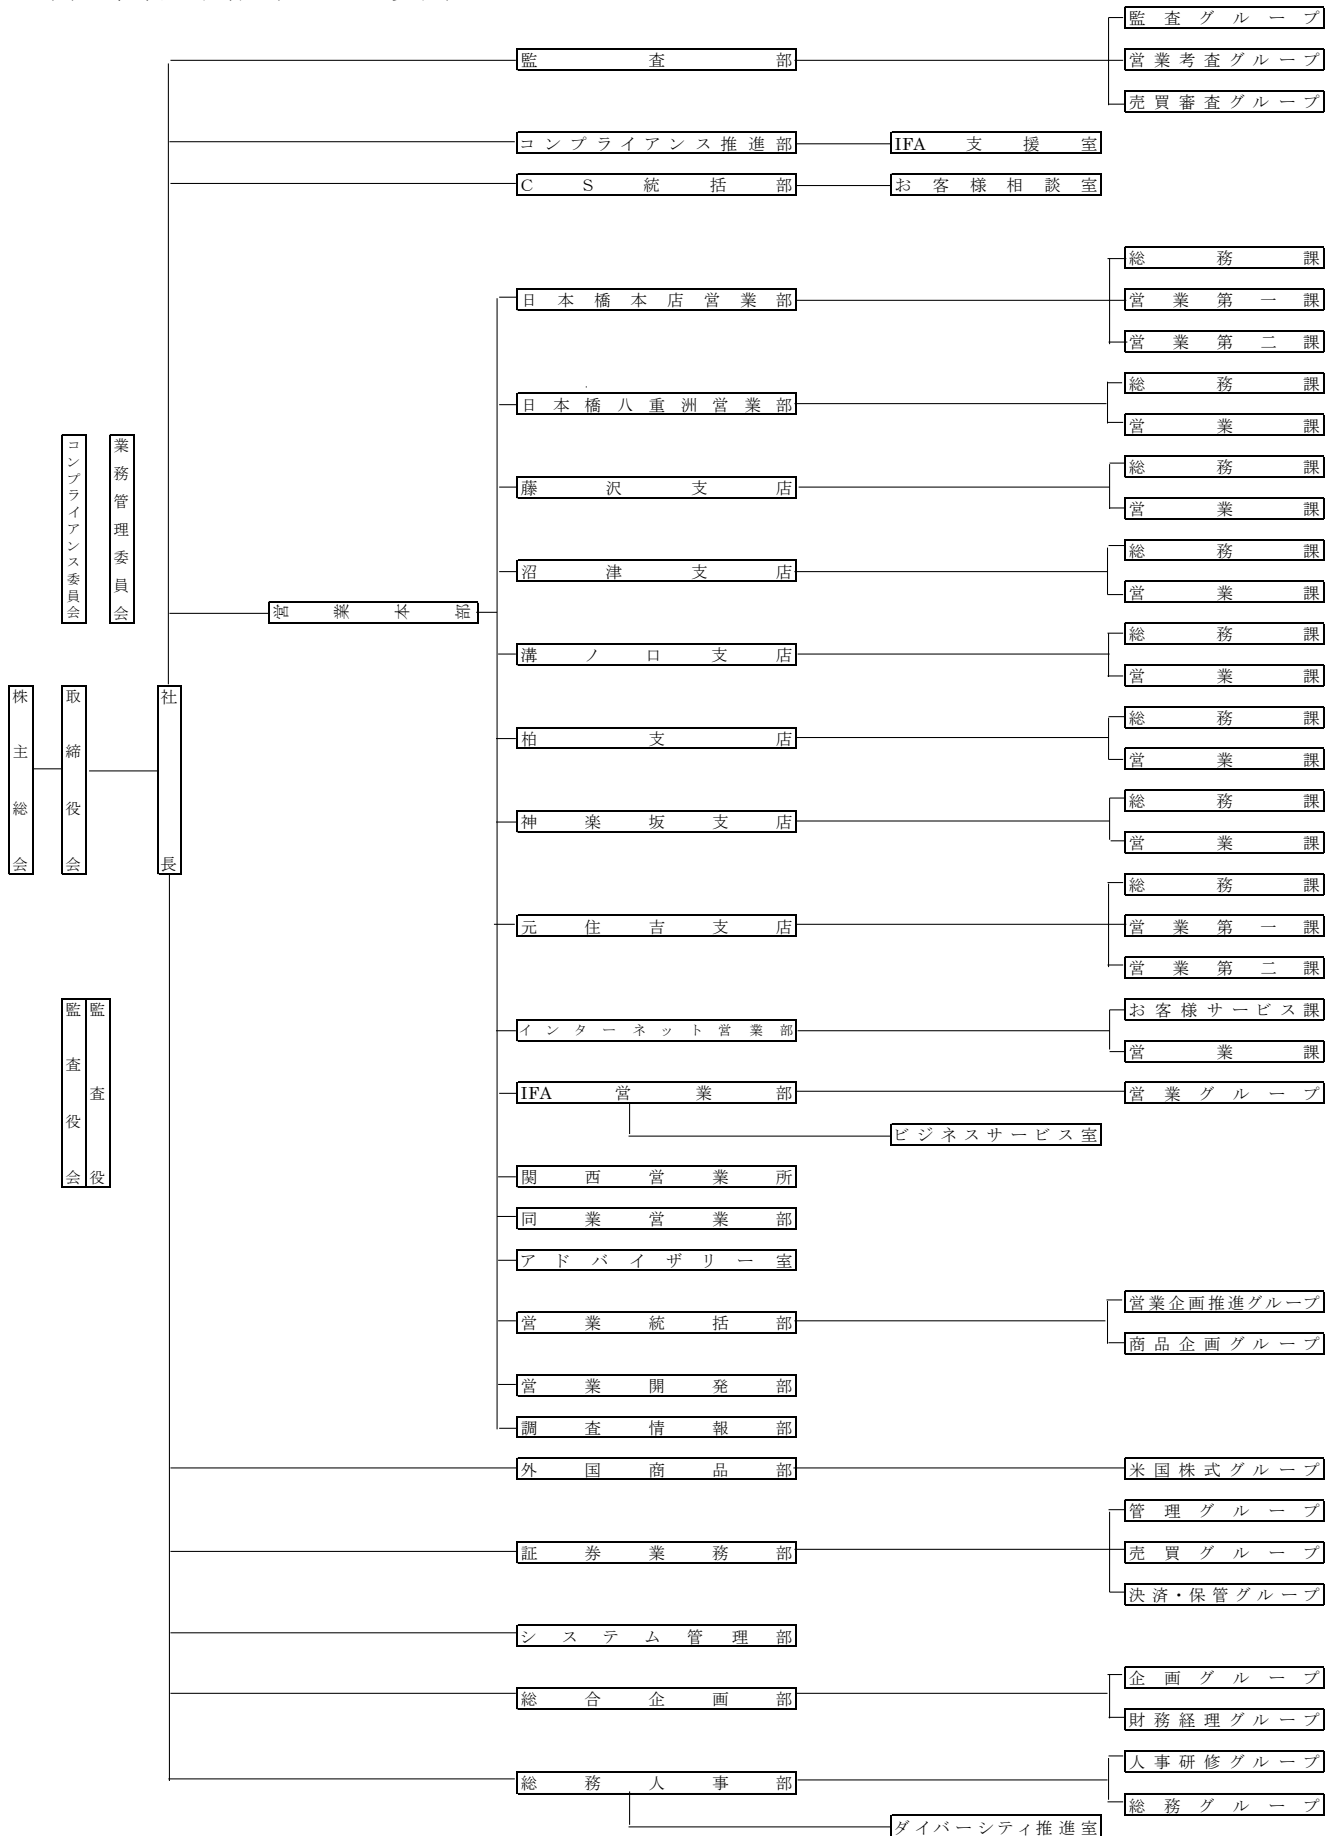 監査グループ
監査部
営業考査グループ
売買審査グループ
コンプライアンス推進部
IFA支援室
CS統括部
お客様相談室
総務課
日本橋本店営業部
営業第一課
営業第二課
総務課
日本橋八重洲営業部
営業課
コンプライアンス委員会
業務管理委員会
総務課
藤沢支店
営業課
総務課
沼津支店
営業課
営業本部
総務課
溝ノ口支店
営業課
株主総会
取締役会
社長
総務課
柏支店
営業課
総務課
神楽坂支店
営業課
総務課
元住吉支店
営業第一課
営業第二課
監査役会
監査役
お客様サービス課
インターネット営業部
営業課
IFA営業部
営業グループ
ビジネスサービス室
関西営業所
同業営業部
アドバイザリー室
営業企画推進グループ
営業統括部
商品企画グループ
営業開発部
調査情報部
外国商品部
米国株式グループ
管理グループ
証券業務部
売買グループ
決済・保管グループ
システム管理部
企画グループ
総合企画部
財務経理グループ
人事研修グループ
総務人事部
総務グループ
ダイバーシティ推進室